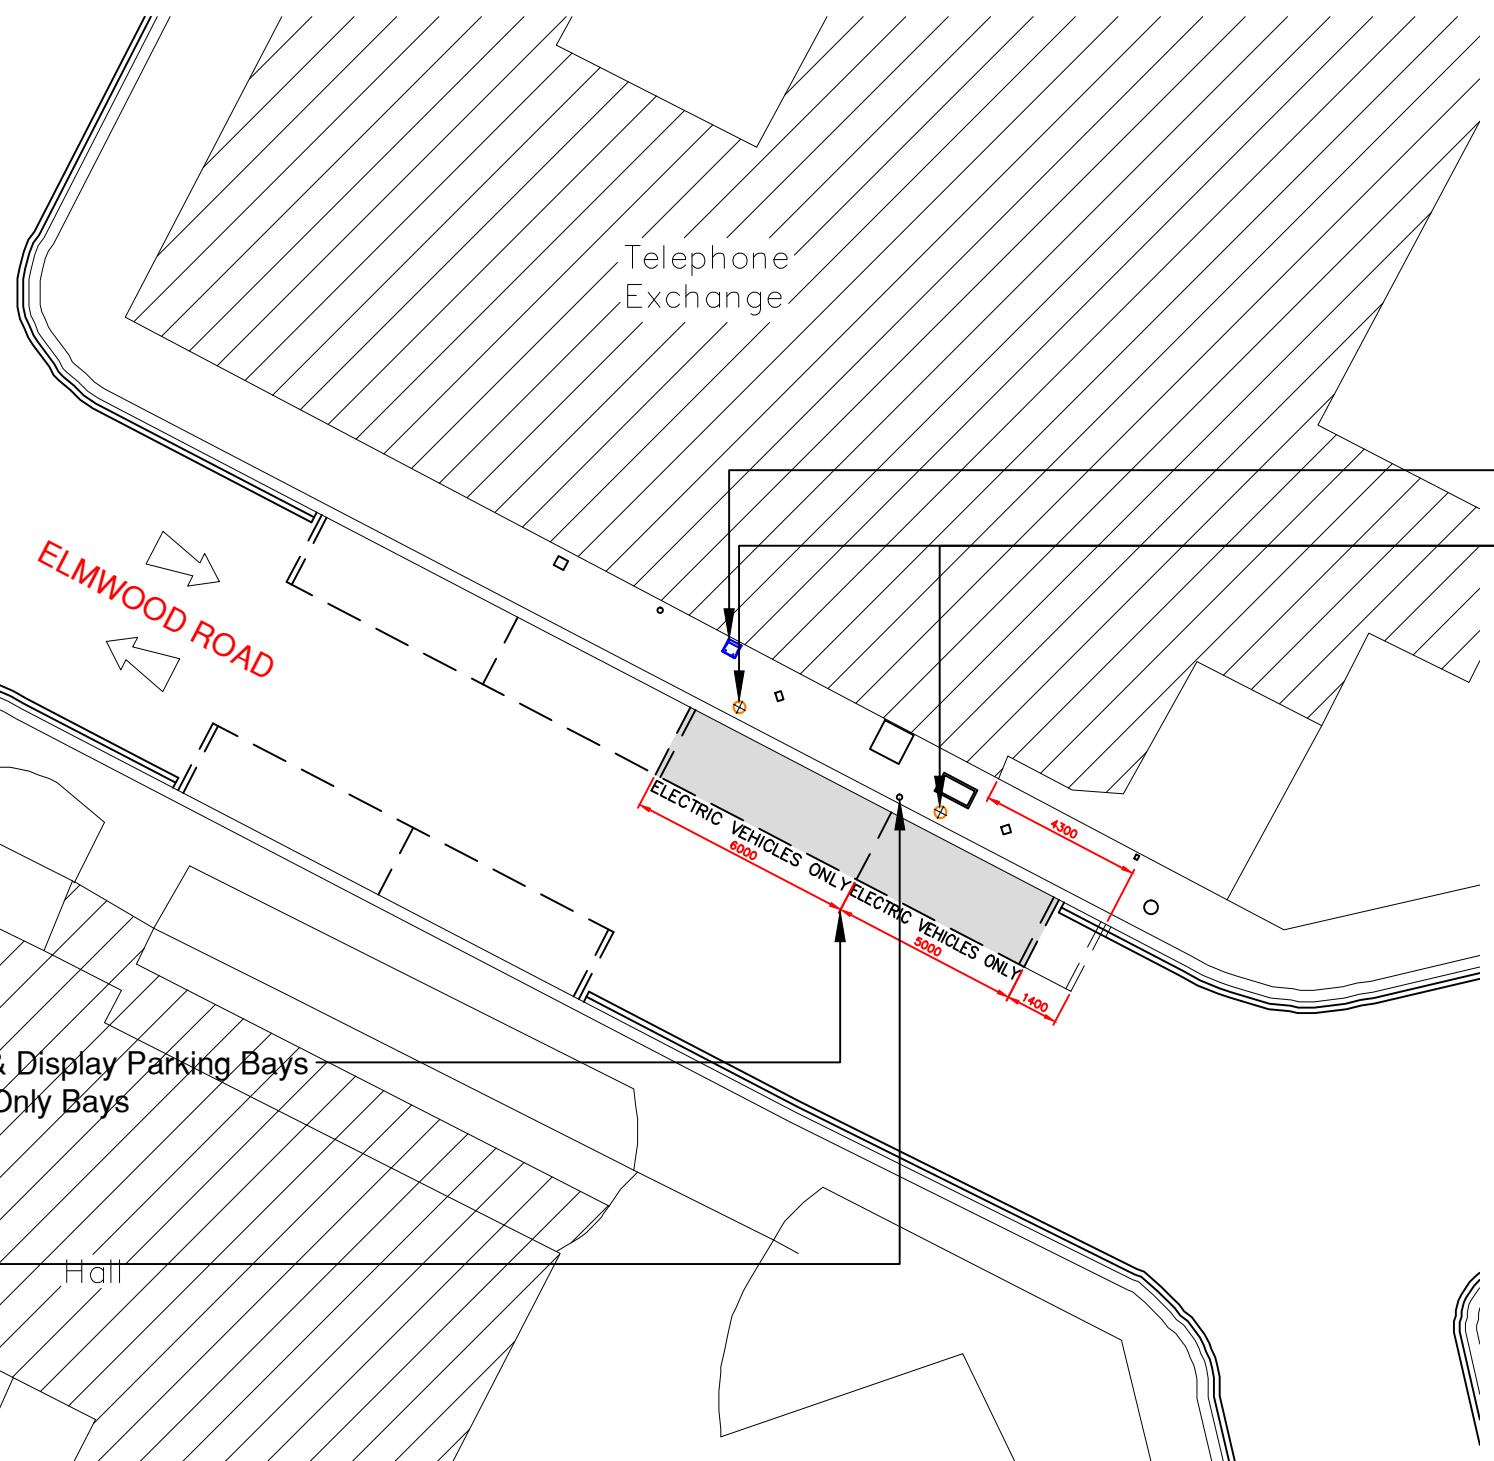 Telephone
Exchange
ELMWOOD ROAD
ELECTRIC VEHICLES ONLY
ELECTRIC VEHICLES ONLY
4300
6000
5000
1400
& Display Parking Bays
Only Bays
Hall